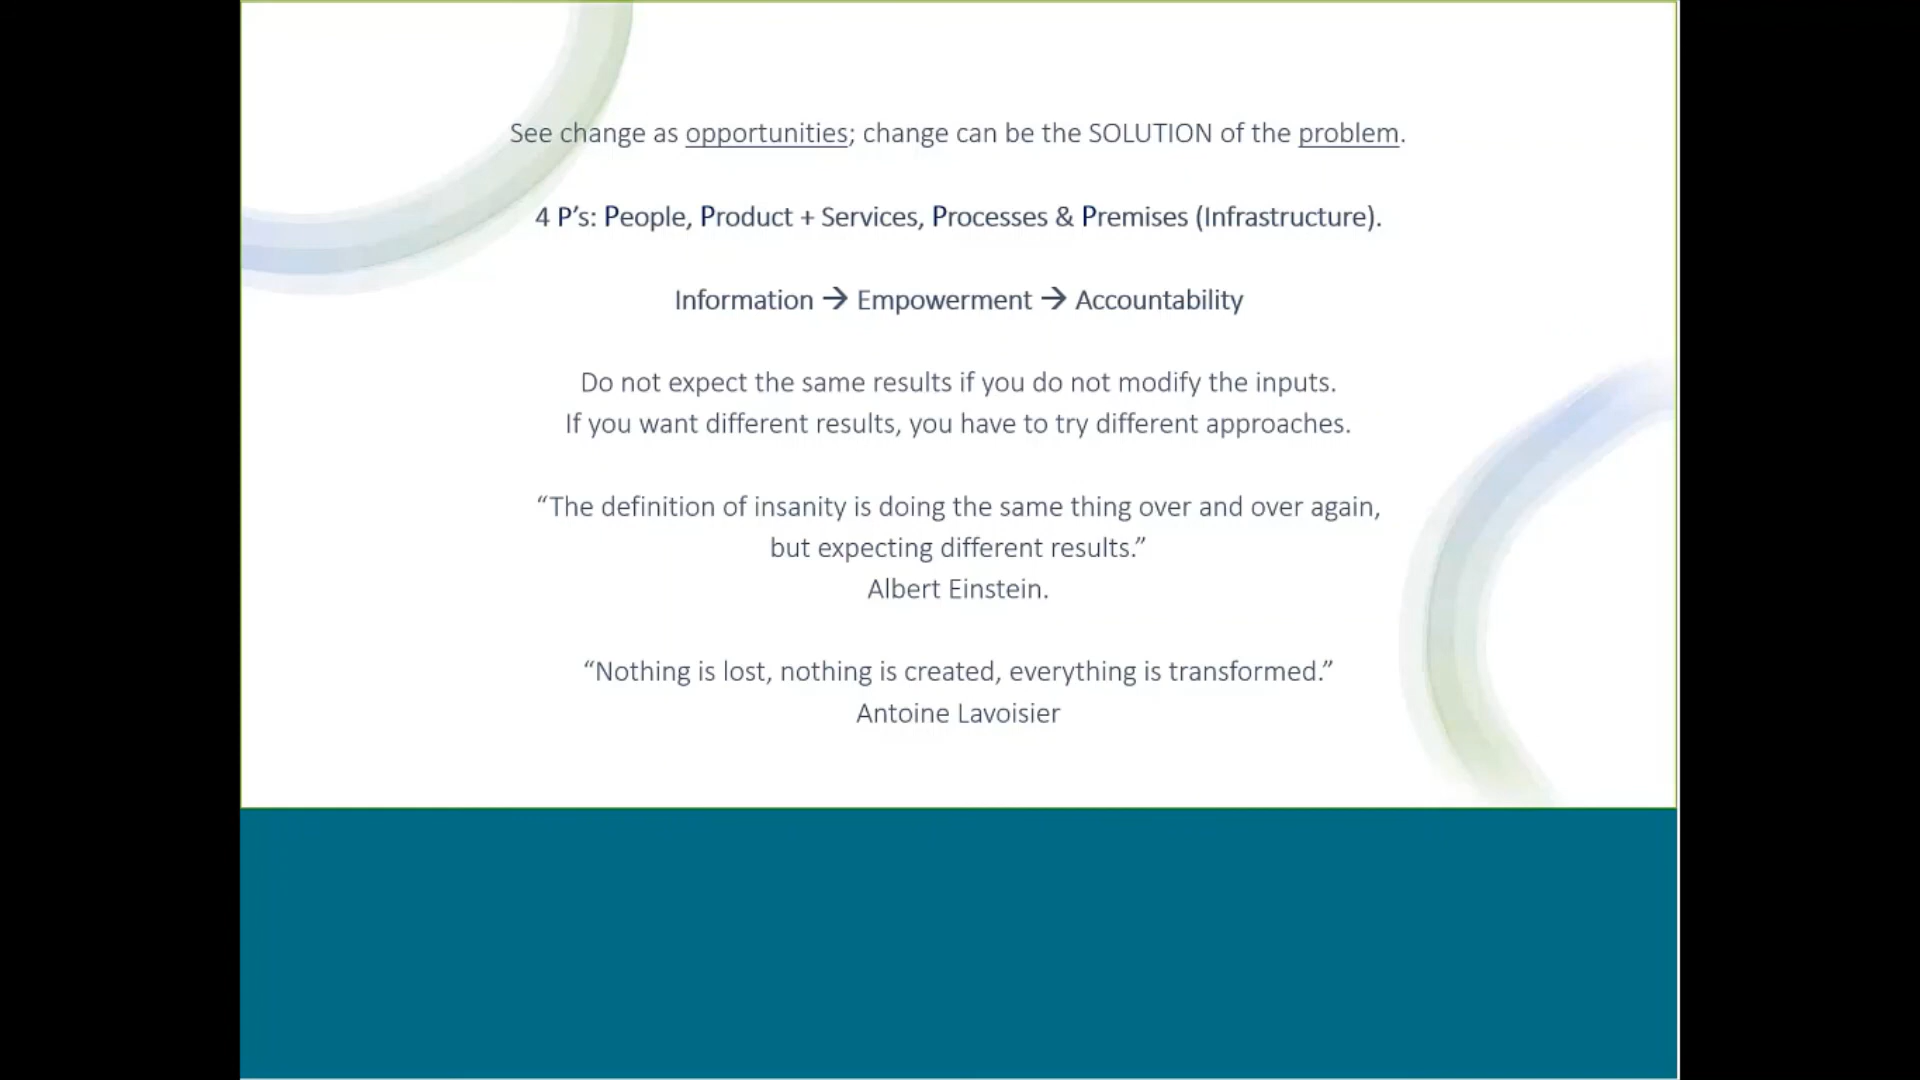 See change as opportunities; change can be the SOLUTION of the problem.
4 P’s: People, Product + Services, Processes & Premises (Infrastructure).
Information → Empowerment → Accountability
Do not expect the same results if you do not modify the inputs.
If you want different results, you have to try different approaches.
“The definition of insanity is doing the same thing over and over again,
but expecting different results.”
Albert Einstein.
“Nothing is lost, nothing is created, everything is transformed.”
Antoine Lavoisier